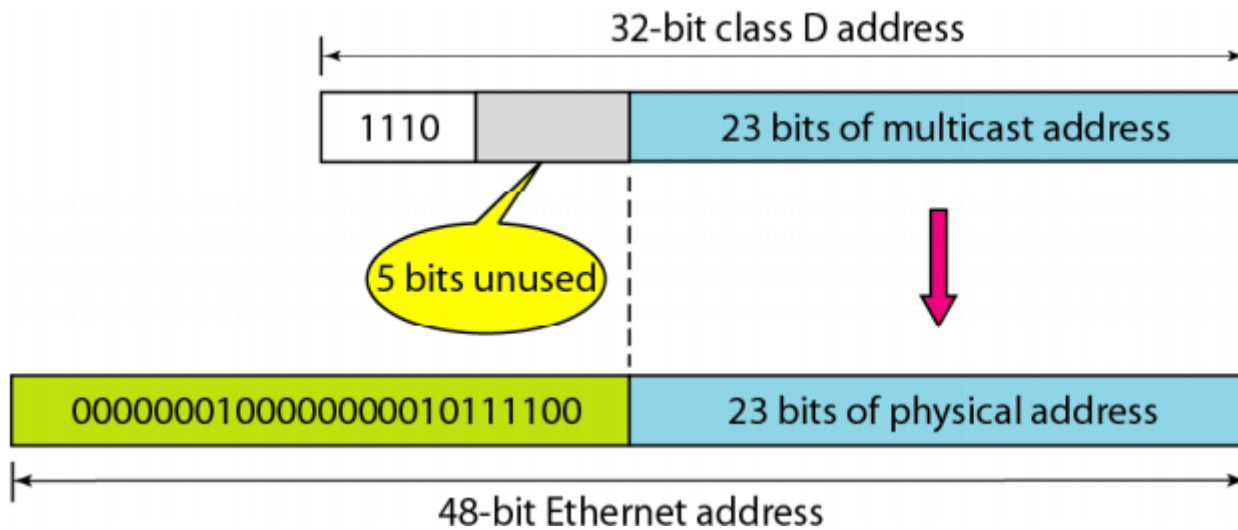 32-bit class D address
1110
23 bits of multicast address
5 bits unused
0000000100000000010111100
23 bits of physical address
48-bit Ethernet address